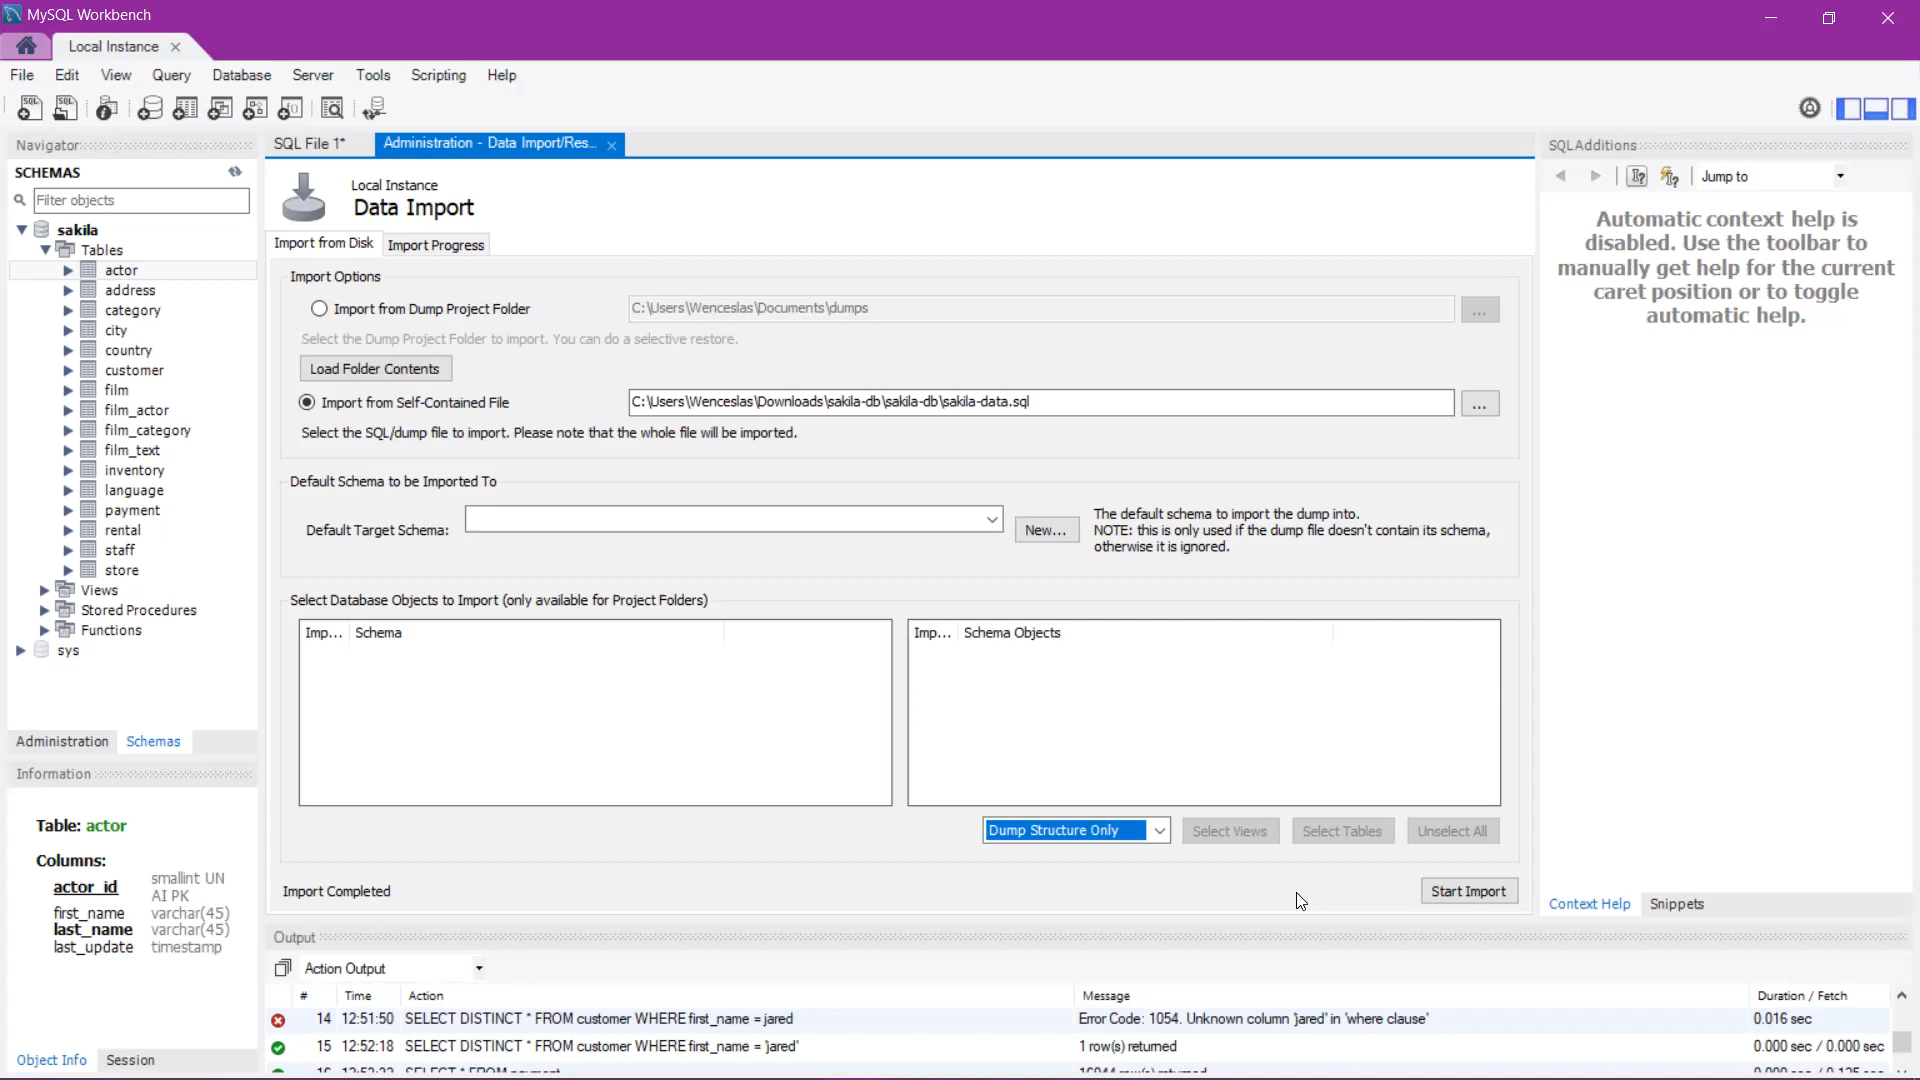 MySQL Workbench
Local Instance
File Edit View Query Database Server Tools Scripting Help
Navigator
SCHEMAS
Filter objects
sakila
Tables
actor
address
category
city
country
customer
film
film_actor
film_category
film_text
inventory
language
payment
rental
staff
store
Views
Stored Procedures
Functions
sys
Administration Schemas
Information
Table: actor
Columns:
actor_id smallint UN AI PK
first_name varchar(45)
last_name varchar(45)
last_update timestamp
Object Info Session
SQL File 1* Administration - Data Import/Res...
Local Instance
Data Import
Import from Disk Import Progress
Import Options
Import from Dump Project Folder C:\Users\Wenceslas\Documents\dumps ...
Select the Dump Project Folder to import. You can do a selective restore.
Load Folder Contents
Import from Self-Contained File C:\Users\Wenceslas\Downloads\sakila-db\sakila-db\sakila-data.sql ...
Select the SQL/dump file to import. Please note that the whole file will be imported.
Default Schema to be Imported To
Default Target Schema: New...
The default schema to import the dump into.
NOTE: this is only used if the dump file doesn't contain its schema,
otherwise it is ignored.
Select Database Objects to Import (only available for Project Folders)
Imp... Schema
Imp... Schema Objects
Dump Structure Only Select Views Select Tables Unselect All
Import Completed Start Import
SQLAdditions
Jump to
Automatic context help is
disabled. Use the toolbar to
manually get help for the current
caret position or to toggle
automatic help.
Context Help Snippets
Output
Action Output
# Time Action Message Duration / Fetch
14 12:51:50 SELECT DISTINCT * FROM customer WHERE first_name = jared Error Code: 1054. Unknown column 'jared' in 'where clause' 0.016 sec
15 12:52:18 SELECT DISTINCT * FROM customer WHERE first_name = 'jared' 1 row(s) returned 0.000 sec / 0.000 sec